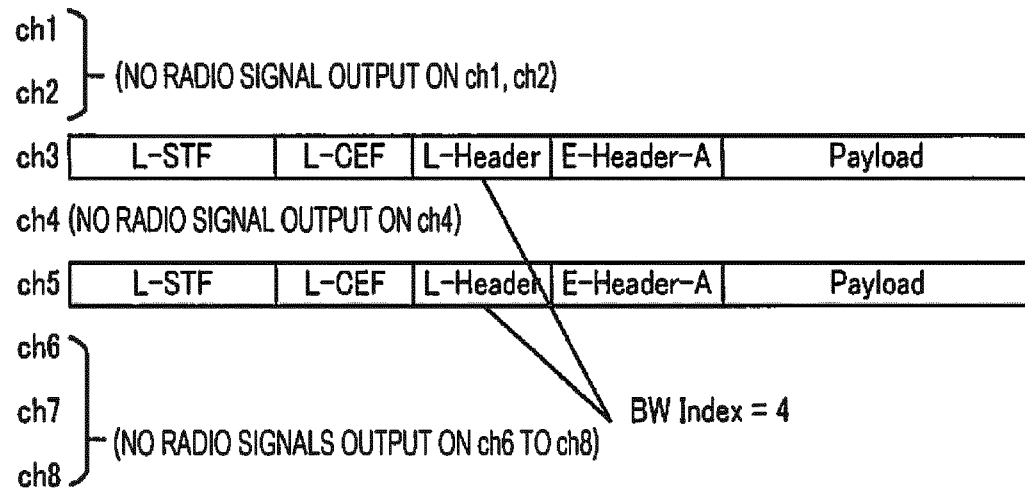 ch1
ch2
(NO RADIO SIGNAL OUTPUT ON ch1, ch2)
ch3 L-STF L-CEF L-Header E-Header-A Payload
ch4 (NO RADIO SIGNAL OUTPUT ON ch4)
ch5 L-STF L-CEF L-Header E-Header-A Payload
ch6
ch7
ch8
(NO RADIO SIGNALS OUTPUT ON ch6 TO ch8)
BW Index = 4